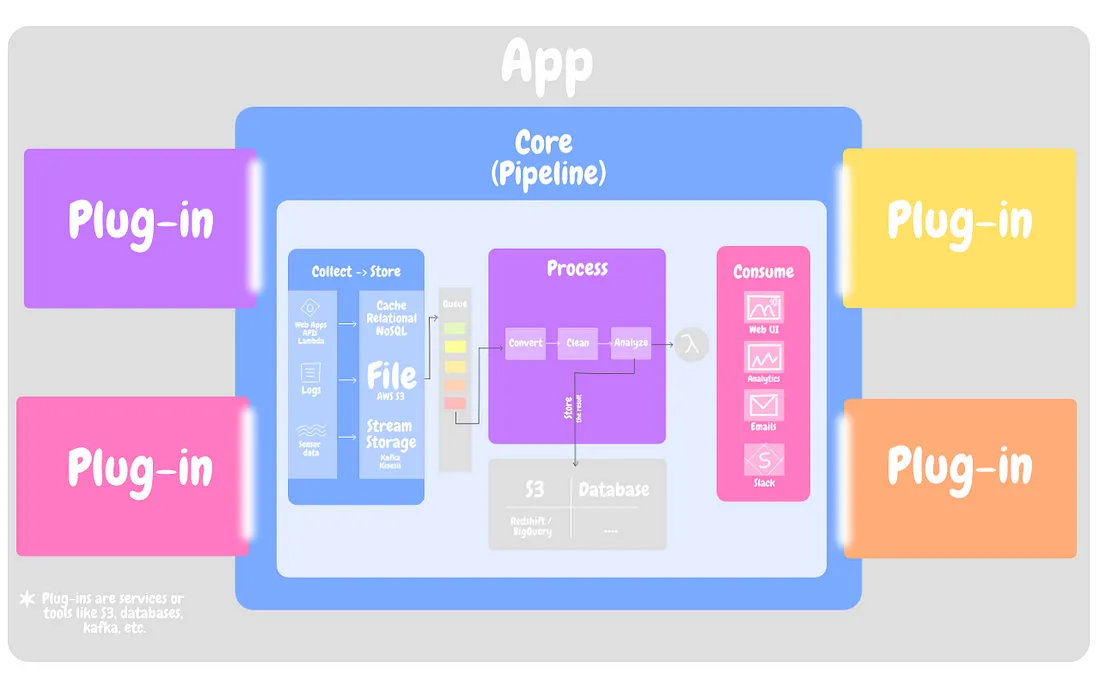 App
Core
(Pipeline)
Plug-in
Plug-in
Plug-in
Plug-in
Collect -> Store
Web Apps
API/
Lambda
Logs
Sensor
data
Cache
Relational
NoSQL
File
AWS S3
Stream
Storage
Kafka
Kinesis
Queue
Process
Convert
Clean
Analyze
Store
the result
λ
S3
Database
Redshift/
BigQuery
....
Consume
Web UI
Analytics
Emails
S
Slack
Plug-ins are services or
tools like S3, databases,
kafka, etc.